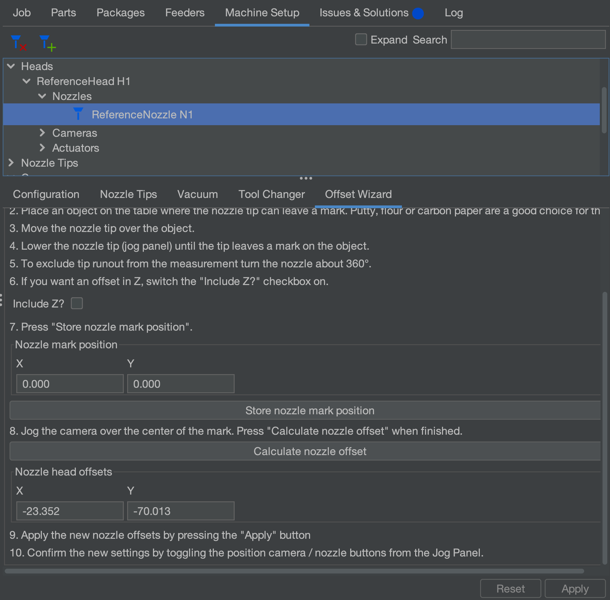 Job Parts Packages Feeders Machine Setup Issues & Solutions Log
Expand Search
Heads
ReferenceHead H1
Nozzles
ReferenceNozzle N1
Cameras
Actuators
Nozzle Tips
Configuration Nozzle Tips Vacuum Tool Changer Offset Wizard
2. Place an object on the table where the nozzle tip can leave a mark. Putty, flour or carbon paper are a good choice for th
3. Move the nozzle tip over the object.
4. Lower the nozzle tip (jog panel) until the tip leaves a mark on the object.
5. To exclude tip runout from the measurement turn the nozzle about 360°.
6. If you want an offset in Z, switch the "Include Z?" checkbox on.
Include Z?
7. Press "Store nozzle mark position".
Nozzle mark position
X Y
0.000 0.000
Store nozzle mark position
8. Jog the camera over the center of the mark. Press "Calculate nozzle offset" when finished.
Calculate nozzle offset
Nozzle head offsets
X Y
-23.352 -70.013
9. Apply the new nozzle offsets by pressing the "Apply" button
10. Confirm the new settings by toggling the position camera / nozzle buttons from the Jog Panel.
Reset Apply